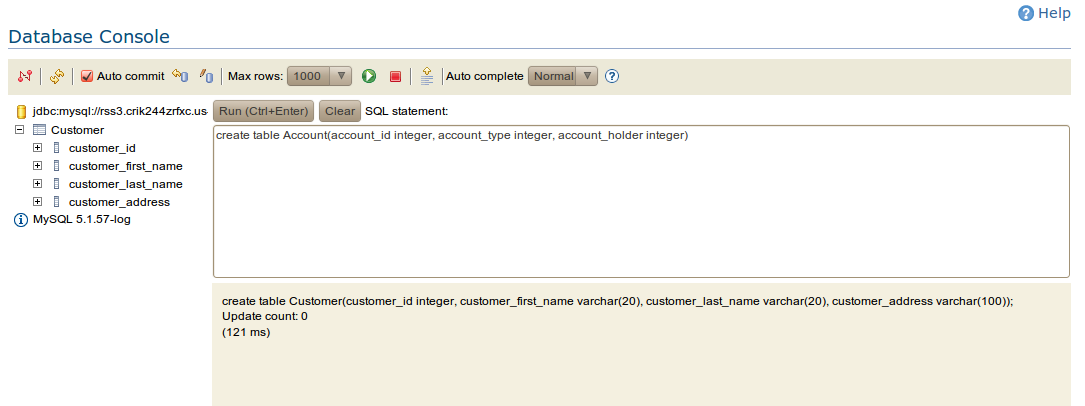 Help
Database Console
Auto commit Max rows: 1000 Auto complete Normal
jdbc:mysql://rss3.crik244zrfxc.us Run (Ctrl+Enter) Clear SQL statement:
Customer
create table Account(account_id integer, account_type integer, account_holder integer)
customer_id
customer_first_name
customer_last_name
customer_address
MySQL 5.1.57-log
create table Customer(customer_id integer, customer_first_name varchar(20), customer_last_name varchar(20), customer_address varchar(100));
Update count: 0
(121 ms)